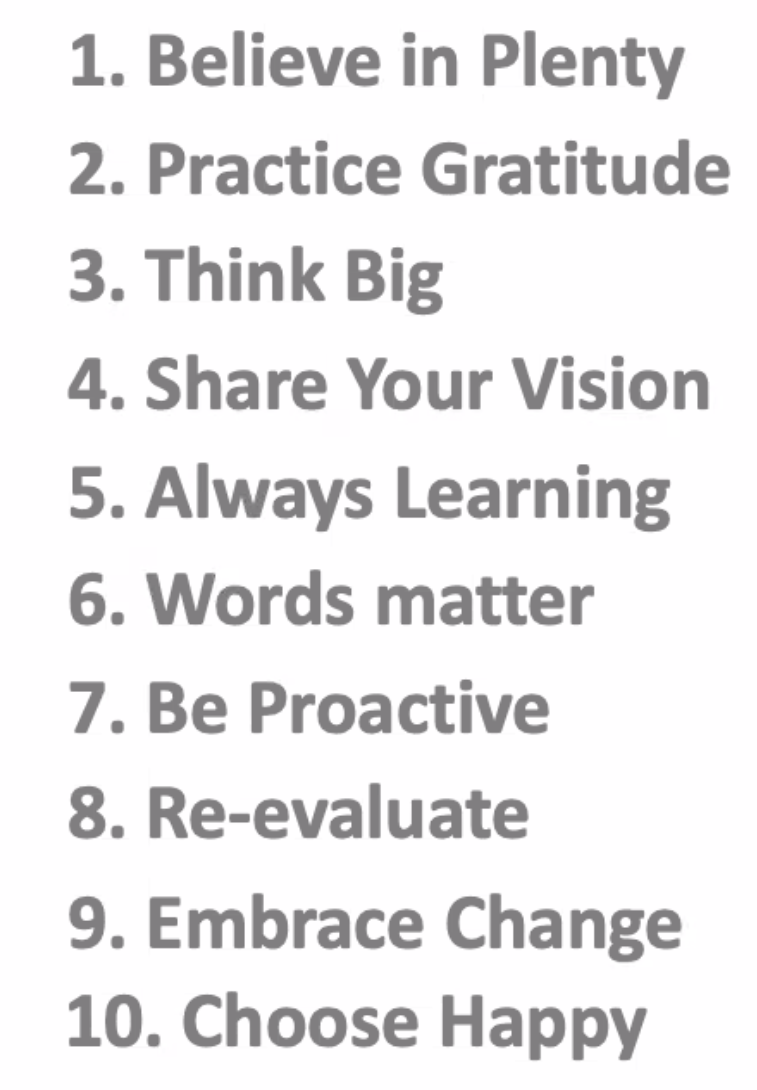 1. Believe in Plenty
2. Practice Gratitude
3. Think Big
4. Share Your Vision
5. Always Learning
6. Words matter
7. Be Proactive
8. Re-evaluate
9. Embrace Change
10. Choose Happy